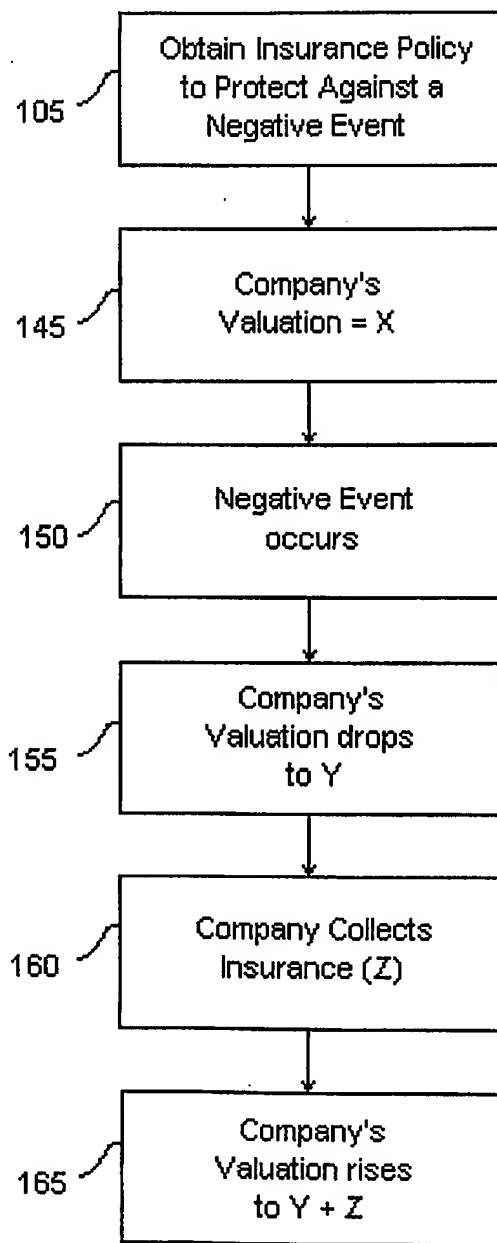 Obtain Insurance Policy
to Protect Against a
Negative Event
105
Company's
Valuation = X
145
Negative Event
occurs
150
Company's
Valuation drops
to Y
155
Company Collects
Insurance (Z)
160
Company's
Valuation rises
to Y + Z
165